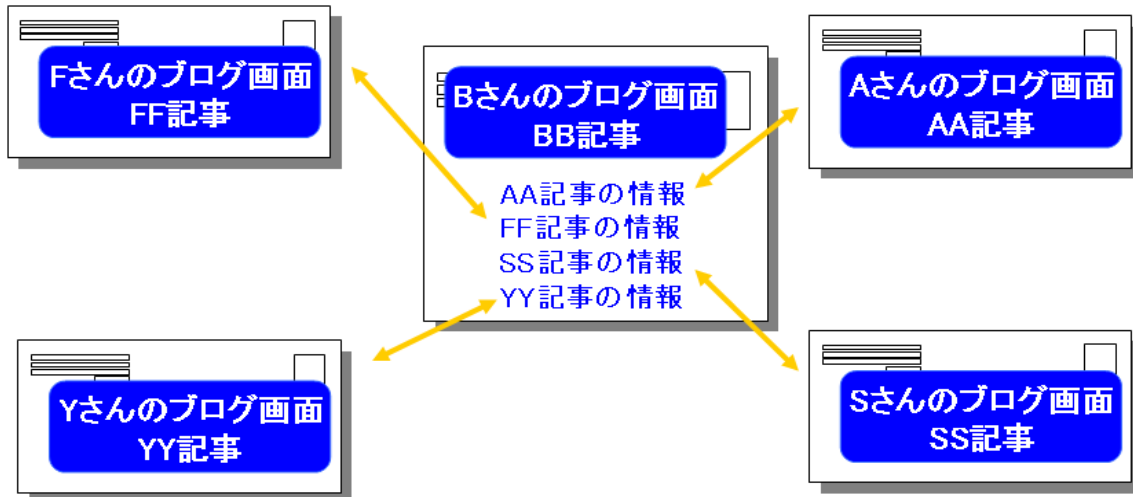 Fさんのブログ画面
FF記事
Bさんのブログ画面
BB記事
AA記事の情報
FF記事の情報
SS記事の情報
YY記事の情報
Aさんのブログ画面
AA記事
Yさんのブログ画面
YY記事
Sさんのブログ画面
SS記事